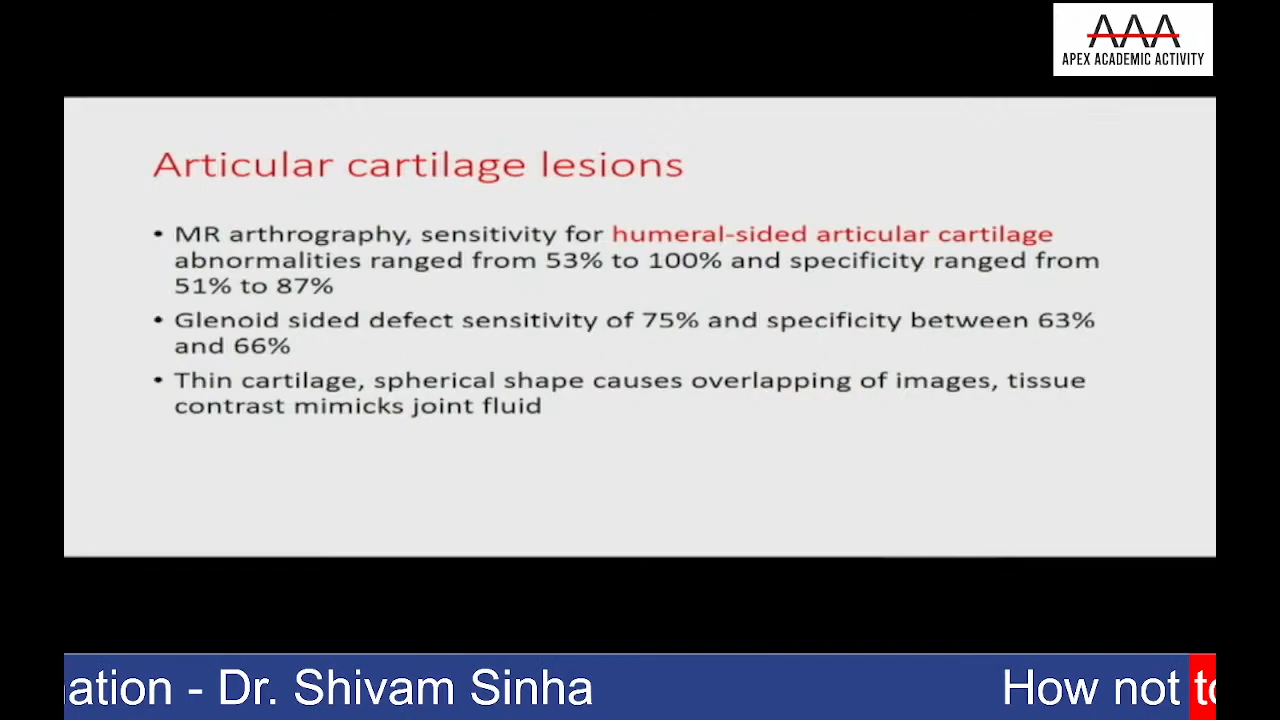 AAA
APEX ACADEMIC ACTIVITY
Articular cartilage lesions
• MR arthrography, sensitivity for humeral-sided articular cartilage
abnormalities ranged from 53% to 100% and specificity ranged from
51% to 87%
• Glenoid sided defect sensitivity of 75% and specificity between 63%
and 66%
• Thin cartilage, spherical shape causes overlapping of images, tissue
contrast mimicks joint fluid
ation - Dr. Shivam Sinha How not to